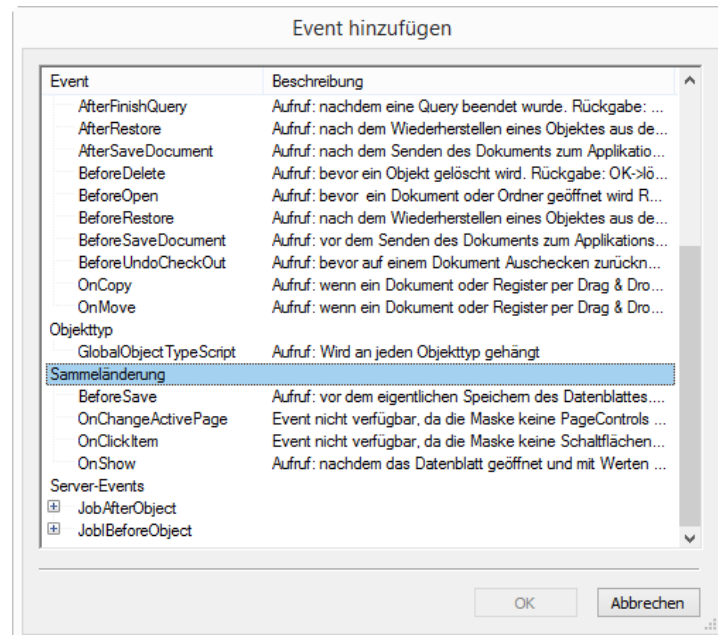 Event hinzufügen
Event Beschreibung
AfterFinishQuery Aufruf: nachdem eine Query beendet wurde. Rückgabe: ...
AfterRestore Aufruf: nach dem Wiederherstellen eines Objektes aus de...
AfterSaveDocument Aufruf: nach dem Senden des Dokuments zum Applikatio...
BeforeDelete Aufruf: bevor ein Objekt gelöscht wird. Rückgabe: OK->lö...
BeforeOpen Aufruf: bevor ein Dokument oder Ordner geöffnet wird R...
BeforeRestore Aufruf: nach dem Wiederherstellen eines Objektes aus de...
BeforeSaveDocument Aufruf: vor dem Senden des Dokuments zum Applikations...
BeforeUndoCheckOut Aufruf: bevor auf einem Dokument Auschecken zurückn...
OnCopy Aufruf: wenn ein Dokument oder Register per Drag & Dro...
OnMove Aufruf: wenn ein Dokument oder Register per Drag & Dro...
Objekttyp
GlobalObjectTypeScript Aufruf: Wird an jeden Objekttyp gehängt
Sammeländerung
BeforeSave Aufruf: vor dem eigentlichen Speichern des Datenblattes....
OnChangeActivePage Event nicht verfügbar, da die Maske keine PageControls ...
OnClickItem Event nicht verfügbar, da die Maske keine Schaltflächen...
OnShow Aufruf: nachdem das Datenblatt geöffnet und mit Werten ...
Server-Events
JobAfterObject
JoblBeforeObject
OK Abbrechen